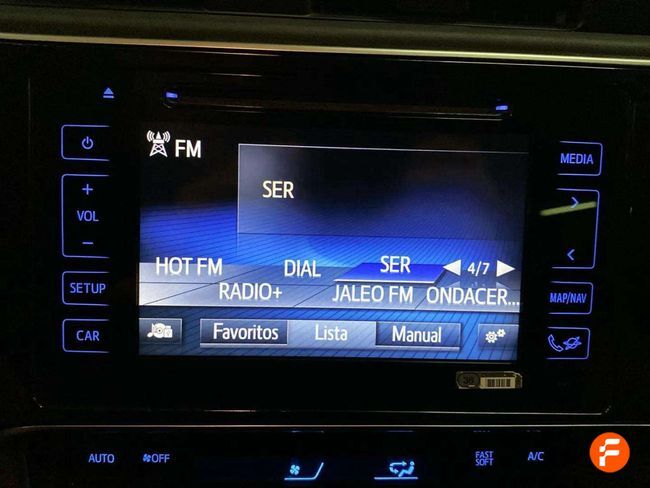 FM
MEDIA
SER
VOL
HOT FM DIAL SER 4/7
RADIO+ JALEO FM ONDACER...
SETUP
MAP/NAV
CAR
Favoritos Lista Manual
38
AUTO OFF FAST SOFT A/C